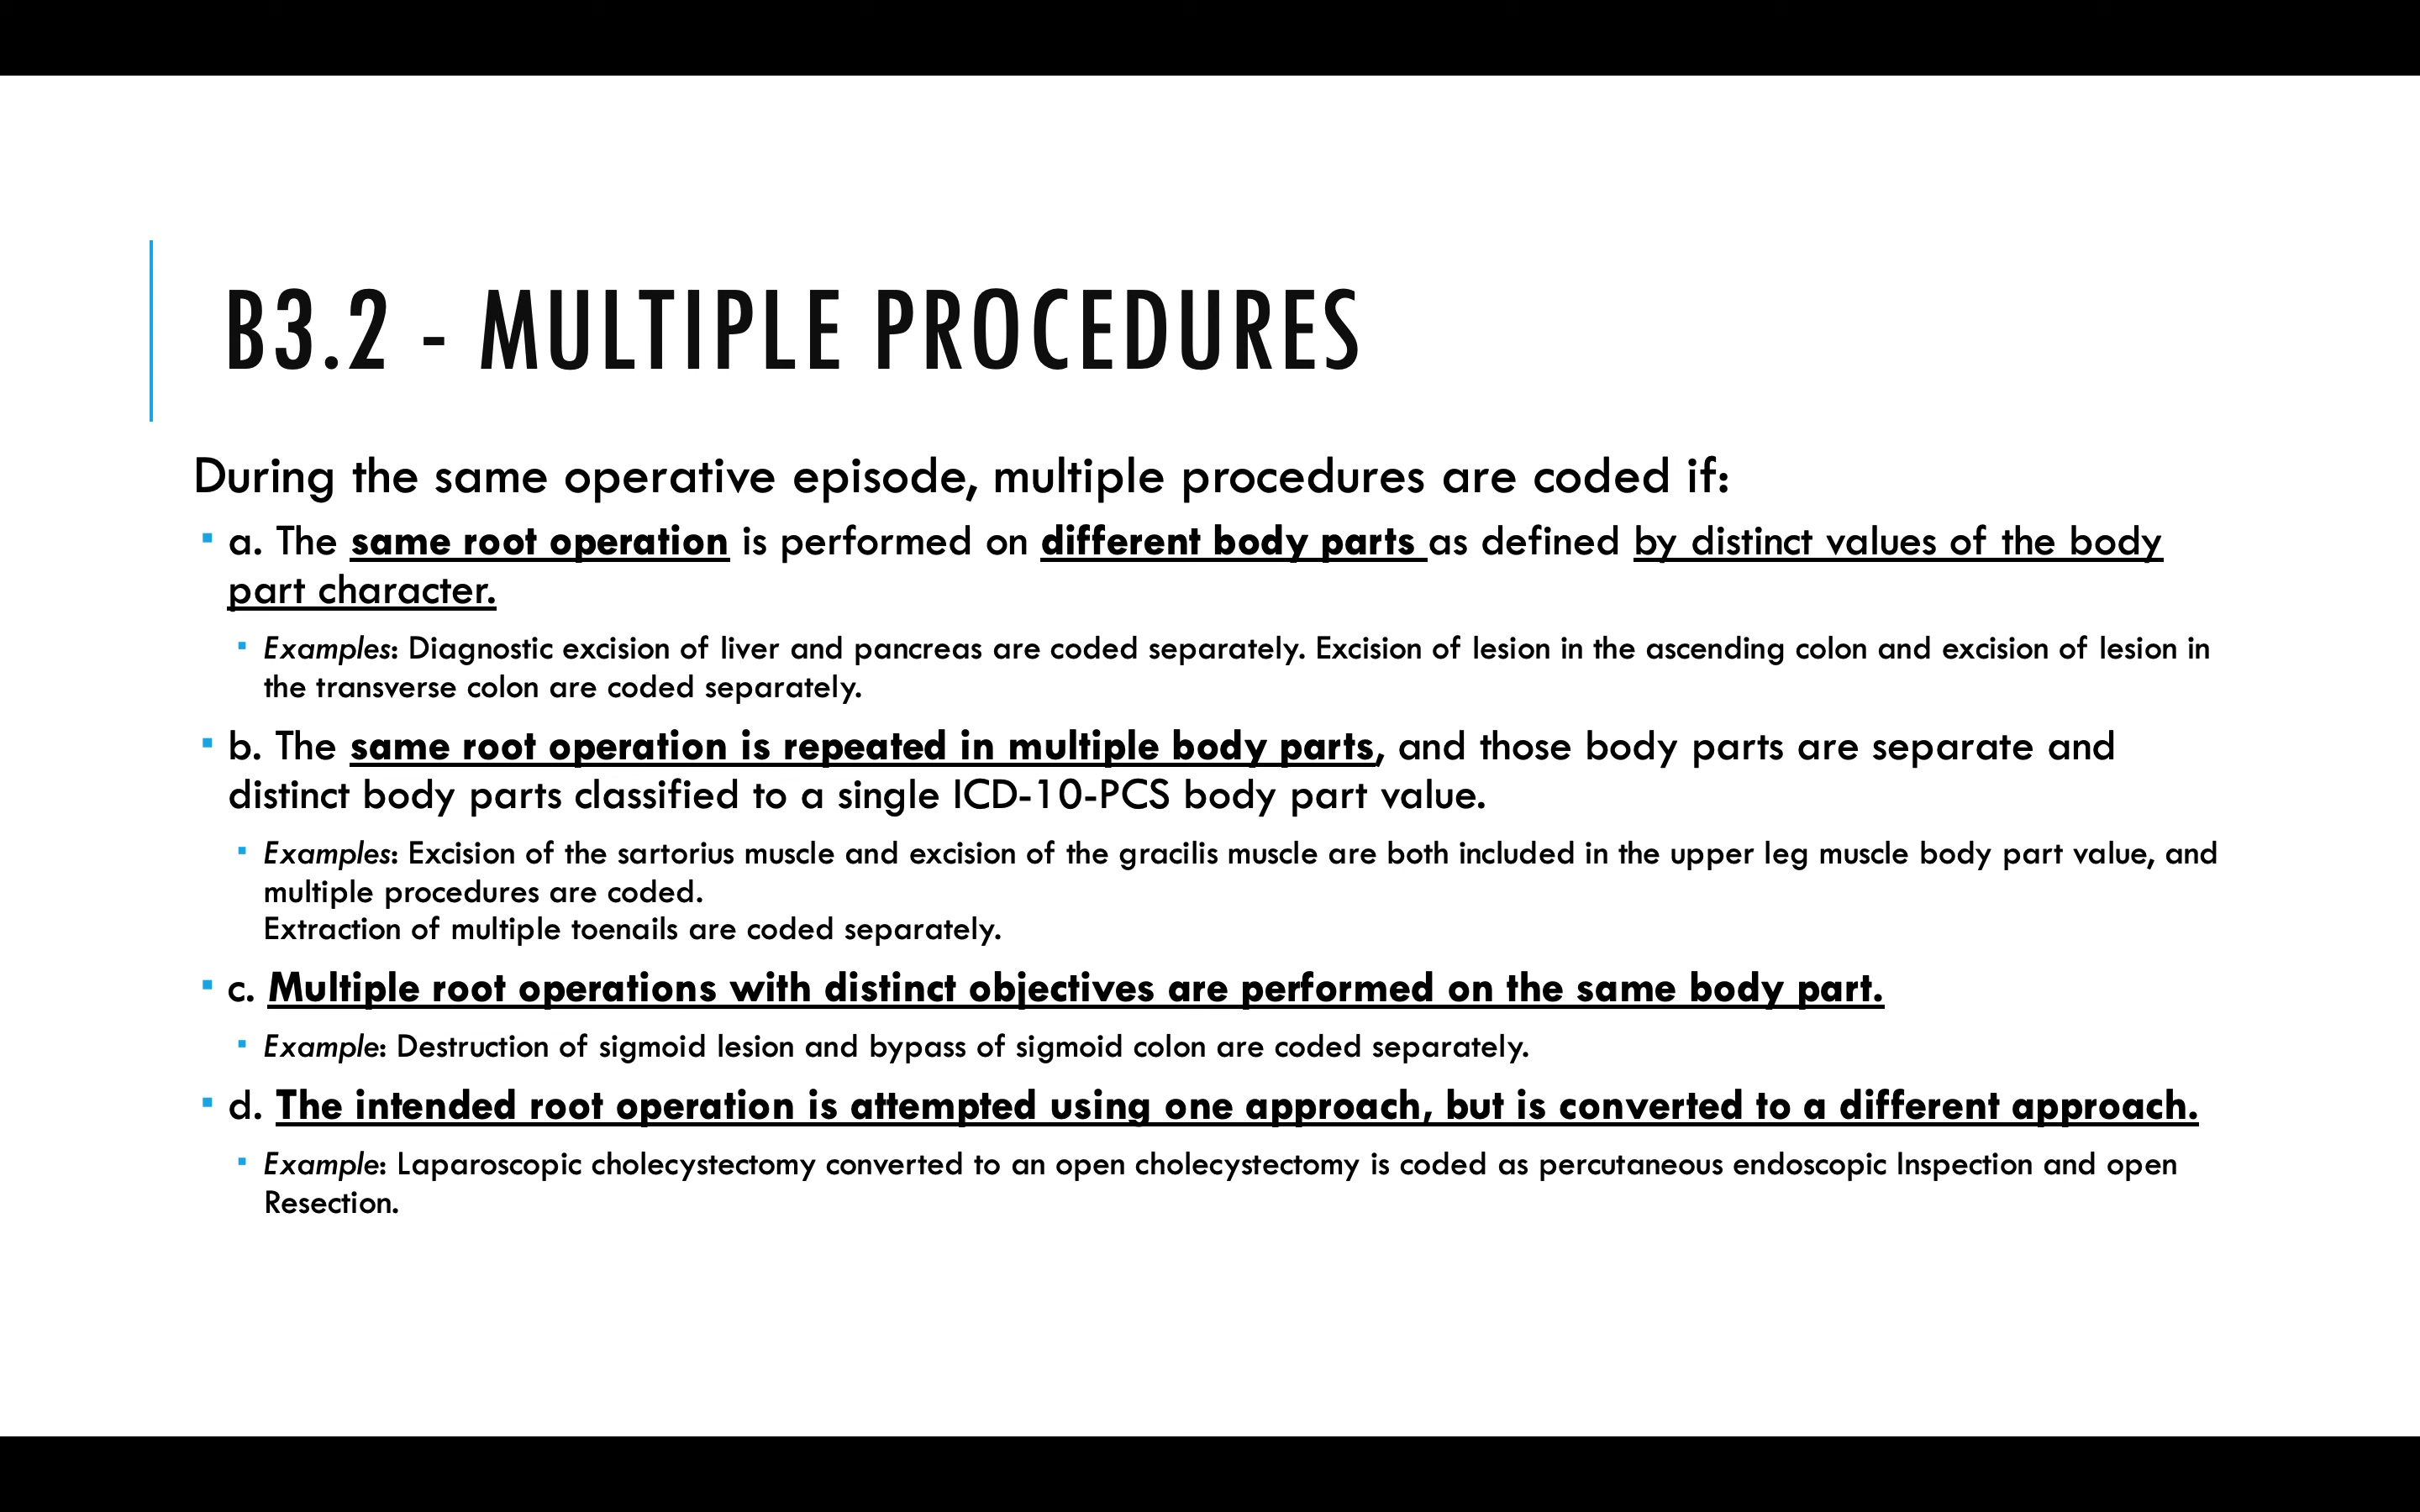 B3.2 - MULTIPLE PROCEDURES
During the same operative episode, multiple procedures are coded if:
a. The same root operation is performed on different body parts as defined by distinct values of the body
part character.
Examples: Diagnostic excision of liver and pancreas are coded separately. Excision of lesion in the ascending colon and excision of lesion in
the transverse colon are coded separately.
b. The same root operation is repeated in multiple body parts, and those body parts are separate and
distinct body parts classified to a single ICD-10-PCS body part value.
Examples: Excision of the sartorius muscle and excision of the gracilis muscle are both included in the upper leg muscle body part value, and
multiple procedures are coded.
Extraction of multiple toenails are coded separately.
c. Multiple root operations with distinct objectives are performed on the same body part.
Example: Destruction of sigmoid lesion and bypass of sigmoid colon are coded separately.
d. The intended root operation is attempted using one approach, but is converted to a different approach.
Example: Laparoscopic cholecystectomy converted to an open cholecystectomy is coded as percutaneous endoscopic Inspection and open
Resection.